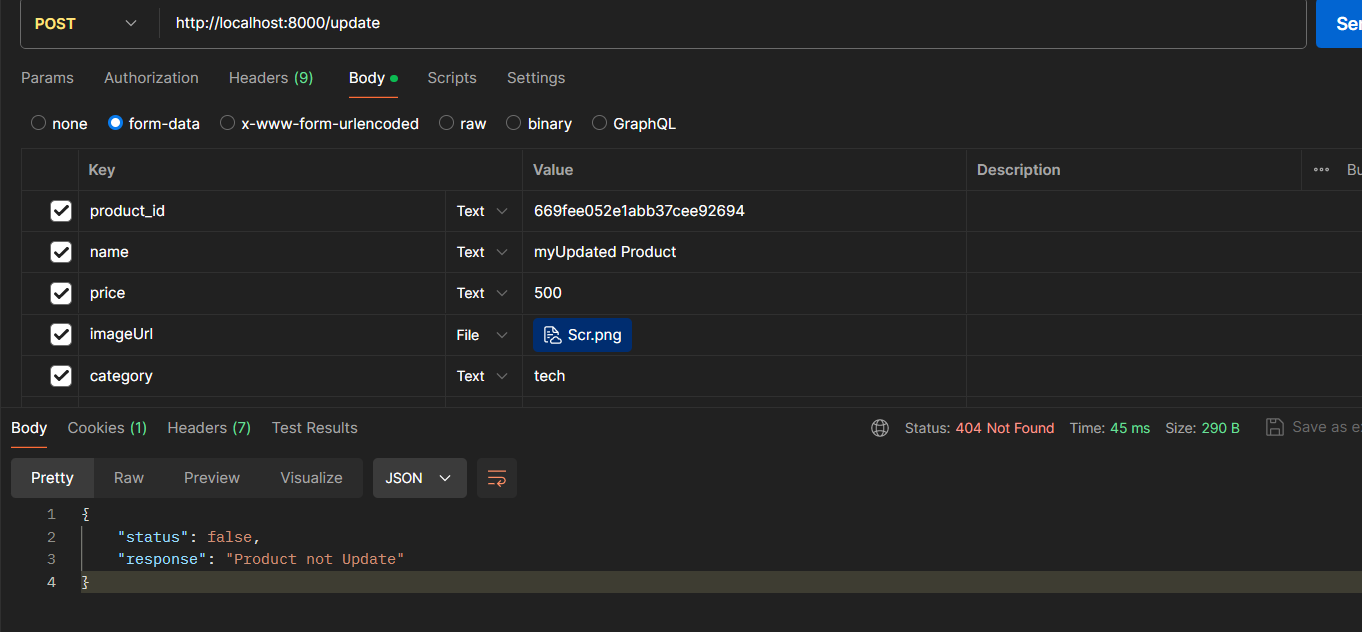 POST http://localhost:8000/update
Params Authorization Headers (9) Body Scripts Settings
none form-data x-www-form-urlencoded raw binary GraphQL
Key Value Description
product_id Text 669fee052e1abb37cee92694
name Text myUpdated Product
price Text 500
imageUrl File Scr.png
category Text tech
Body Cookies (1) Headers (7) Test Results Status: 404 Not Found Time: 45 ms Size: 290 B Save as
Pretty Raw Preview Visualize JSON
1 {
2 "status": false,
3 "response": "Product not Update"
4 }